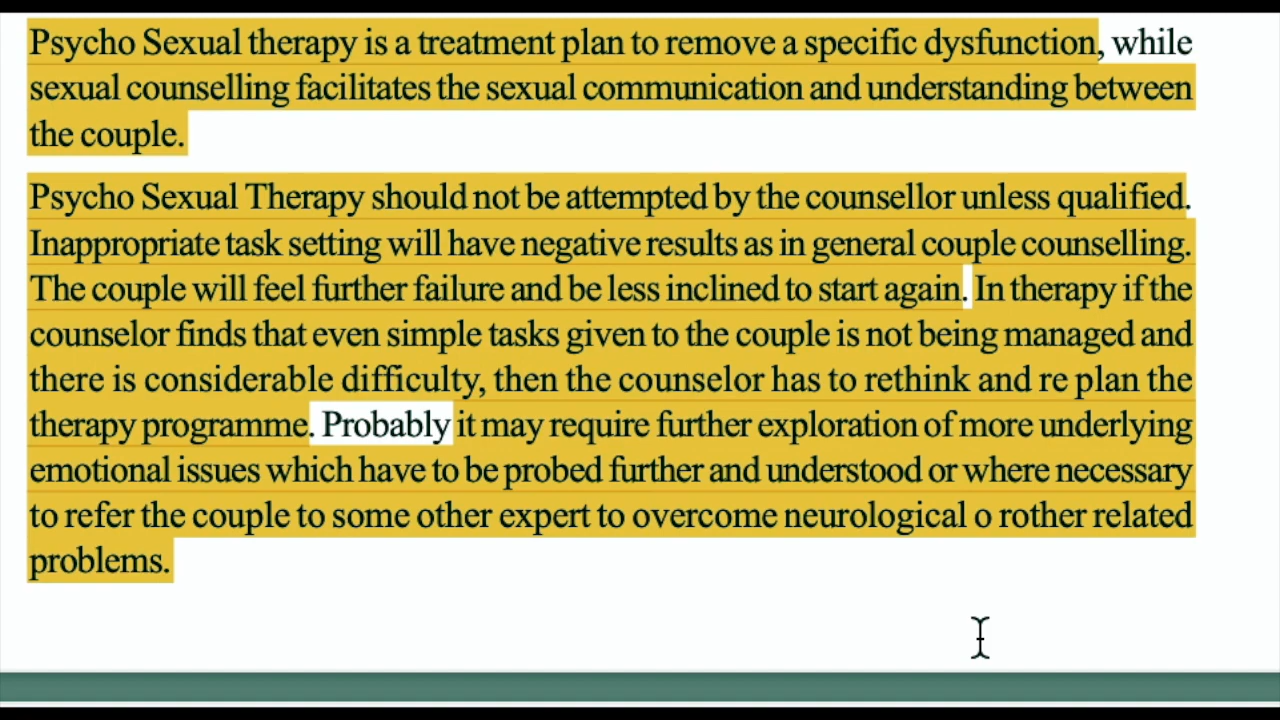 Psycho Sexual therapy is a treatment plan to remove a specific dysfunction, while
sexual counselling facilitates the sexual communication and understanding between
the couple.
Psycho Sexual Therapy should not be attempted by the counsellor unless qualified.
Inappropriate task setting will have negative results as in general couple counselling.
The couple will feel further failure and be less inclined to start again. In therapy if the
counselor finds that even simple tasks given to the couple is not being managed and
there is considerable difficulty, then the counselor has to rethink and re plan the
therapy programme. Probably it may require further exploration of more underlying
emotional issues which have to be probed further and understood or where necessary
to refer the couple to some other expert to overcome neurological o rother related
problems.